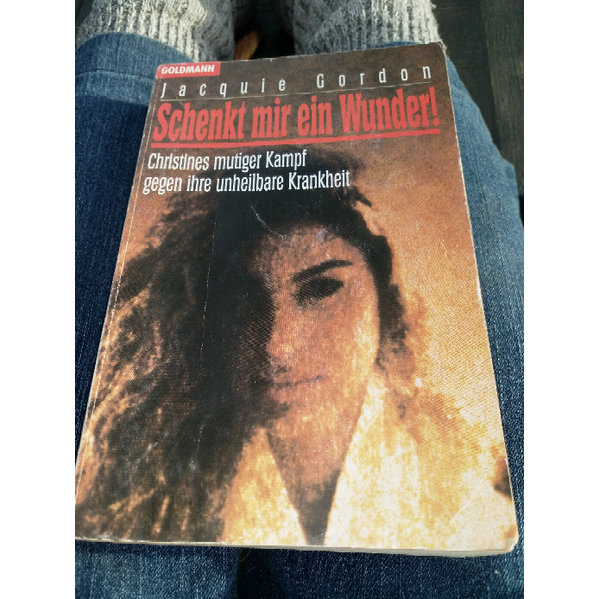 GOLDMANN
Jacquie Gordon
Schenkt mir ein Wunder!
Christines mutiger Kampf
gegen ihre unheilbare Krankheit